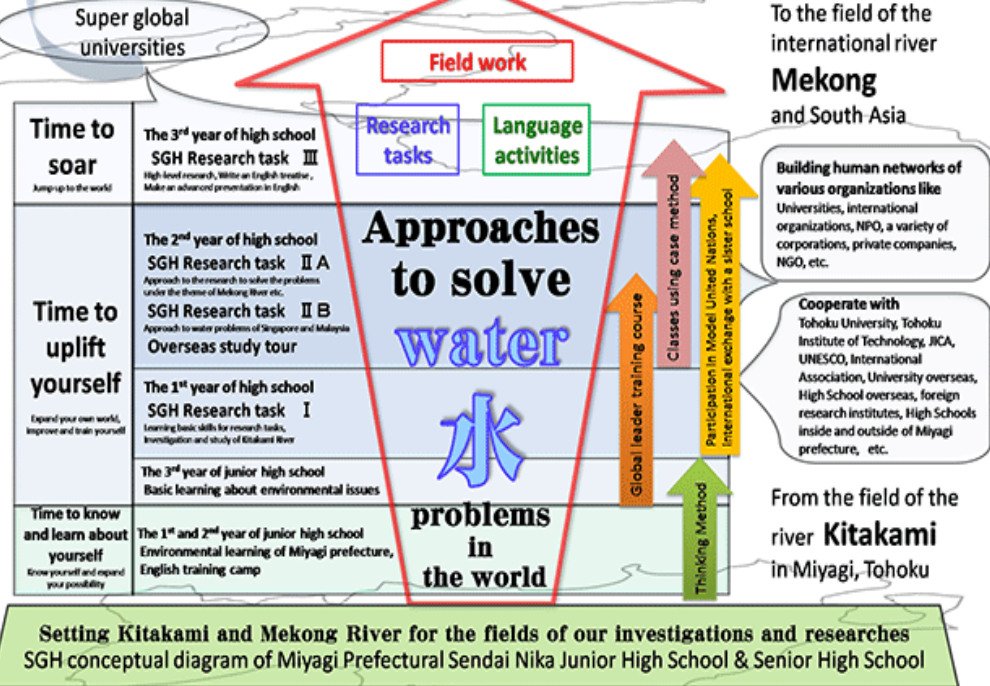 Super global
universities
To the field of the
international river
Mekong
and South Asia
Field work
Research
tasks
Language
activities
Time to
soar
Jump up to the world
The 3rd year of high school
SGH Research task Ⅲ
High-level research, Write an English treatise,
Make an advanced presentation in English
Time to
uplift
yourself
Expand your own world,
improve and train yourself
The 2nd year of high school
SGH Research task ⅡA
Approach to the research to solve the problems
under the theme of Mekong River etc.
SGH Research task ⅡB
Approach to water problems of Singapore and Malaysia
Overseas study tour
The 1st year of high school
SGH Research task Ⅰ
Learning basic skills for research tasks,
Investigation and study of Kitakami River
The 3rd year of junior high school
Basic learning about environmental issues
Time to know
and learn about
yourself
Know yourself and expand
your possibility
The 1st and 2nd year of junior high school
Environmental learning of Miyagi prefecture,
English training camp
Approaches
to solve
water
水
problems
in
the world
Global leader training course
Classes using case method
Participation in Model United Nations,
International exchange with a sister school
Thinking Method
Building human networks of
various organizations like
Universities, international
organizations, NPO, a variety of
corporations, private companies,
NGO, etc.
Cooperate with
Tohoku University, Tohoku
Institute of Technology, JICA,
UNESCO, International
Association, University overseas,
High School overseas, foreign
research institutes, High Schools
inside and outside of Miyagi
prefecture, etc.
From the field of the
river Kitakami
in Miyagi, Tohoku
Setting Kitakami and Mekong River for the fields of our investigations and researches
SGH conceptual diagram of Miyagi Prefectural Sendai Nika Junior High School & Senior High School